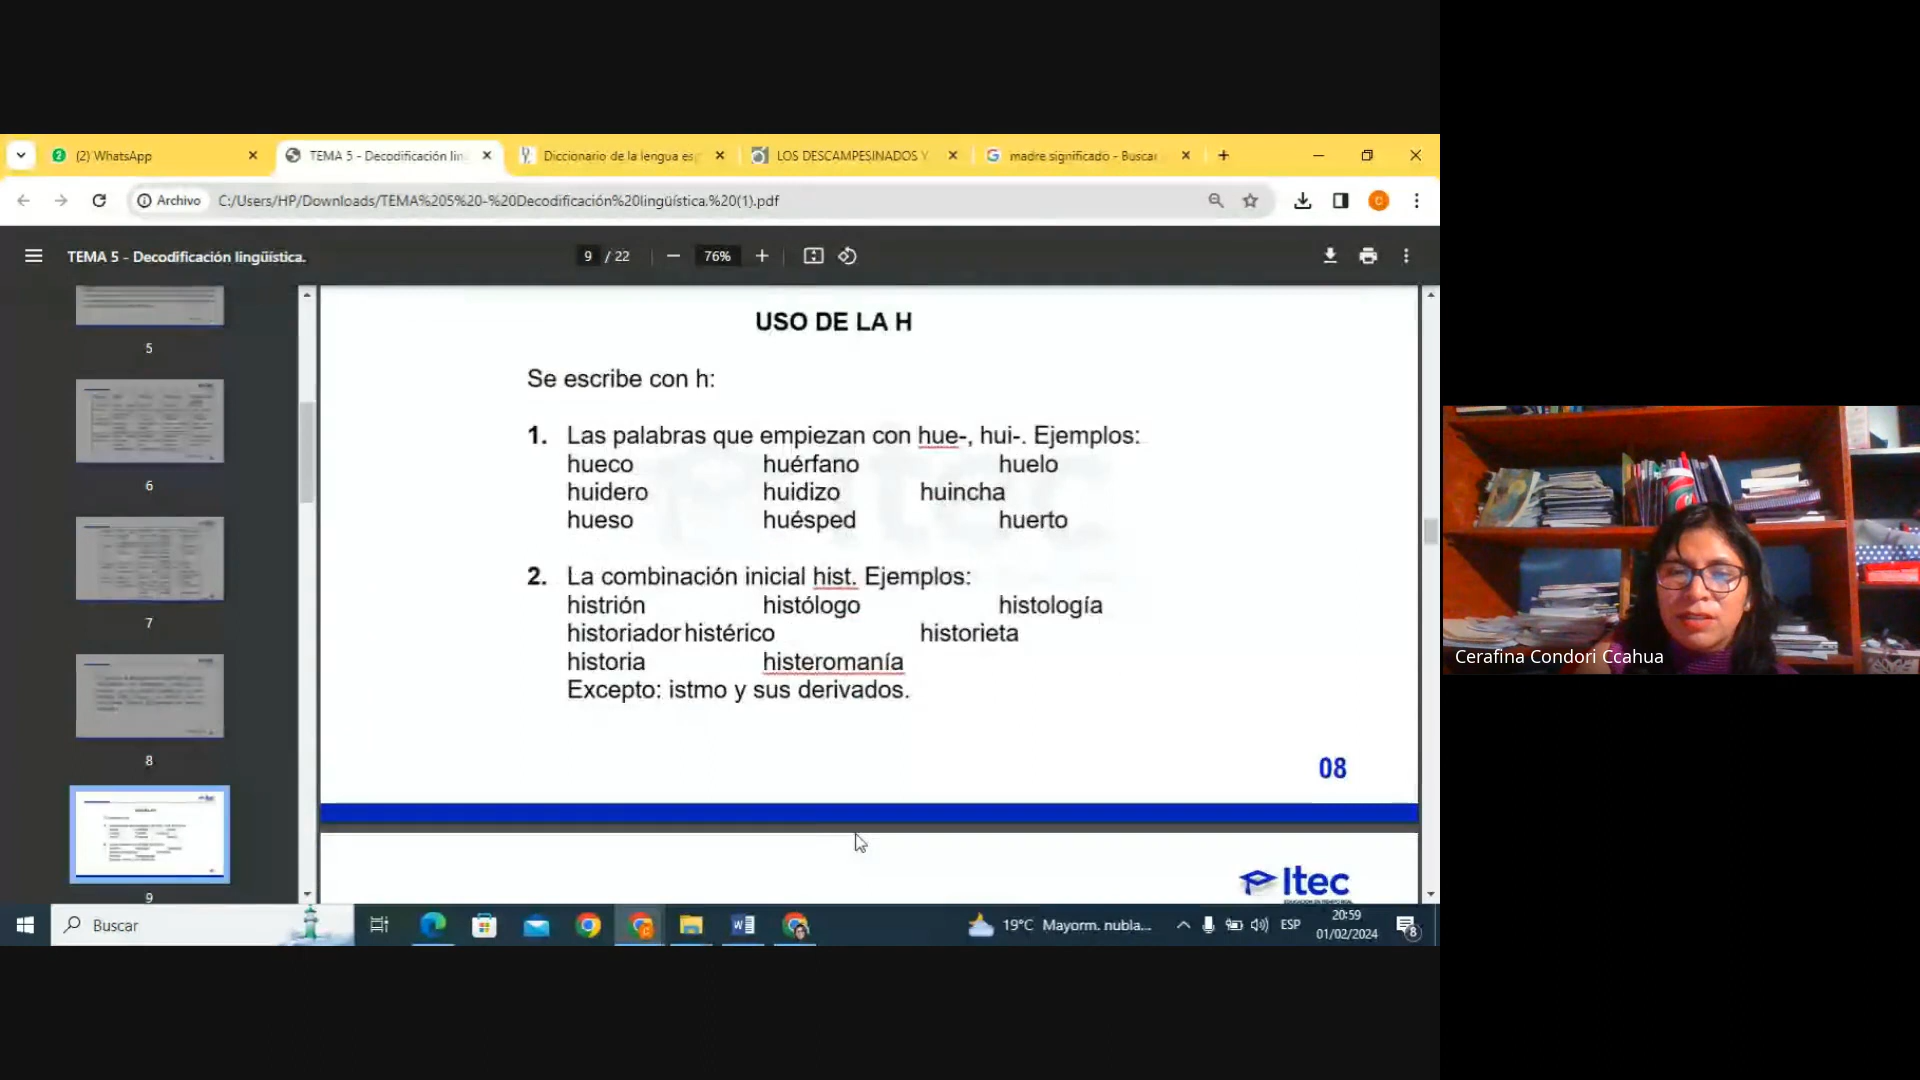 (2) WhatsApp
TEMA 5 - Decodificación lin
Diccionario de la lengua es
LOS DESCAMPESINADOS Y
madre significado - Buscar
Archivo
C:/Users/HP/Downloads/TEMA%205%20-%20Decodificación%20lingüística.%20(1).pdf
TEMA 5 - Decodificación lingüística.
9 / 22
76%
5
6
7
8
9
USO DE LA H
Se escribe con h:
1. Las palabras que empiezan con hue-, hui-. Ejemplos:
hueco huérfano huelo
huidero huidizo huincha
hueso huésped huerto
2. La combinación inicial hist. Ejemplos:
histrión histólogo histología
historiador histérico historieta
historia histeromanía
Excepto: istmo y sus derivados.
08
Itec
Cerafina Condori Ccahua
Buscar
19°C Mayorm. nubla...
ESP
20:59
01/02/2024
8